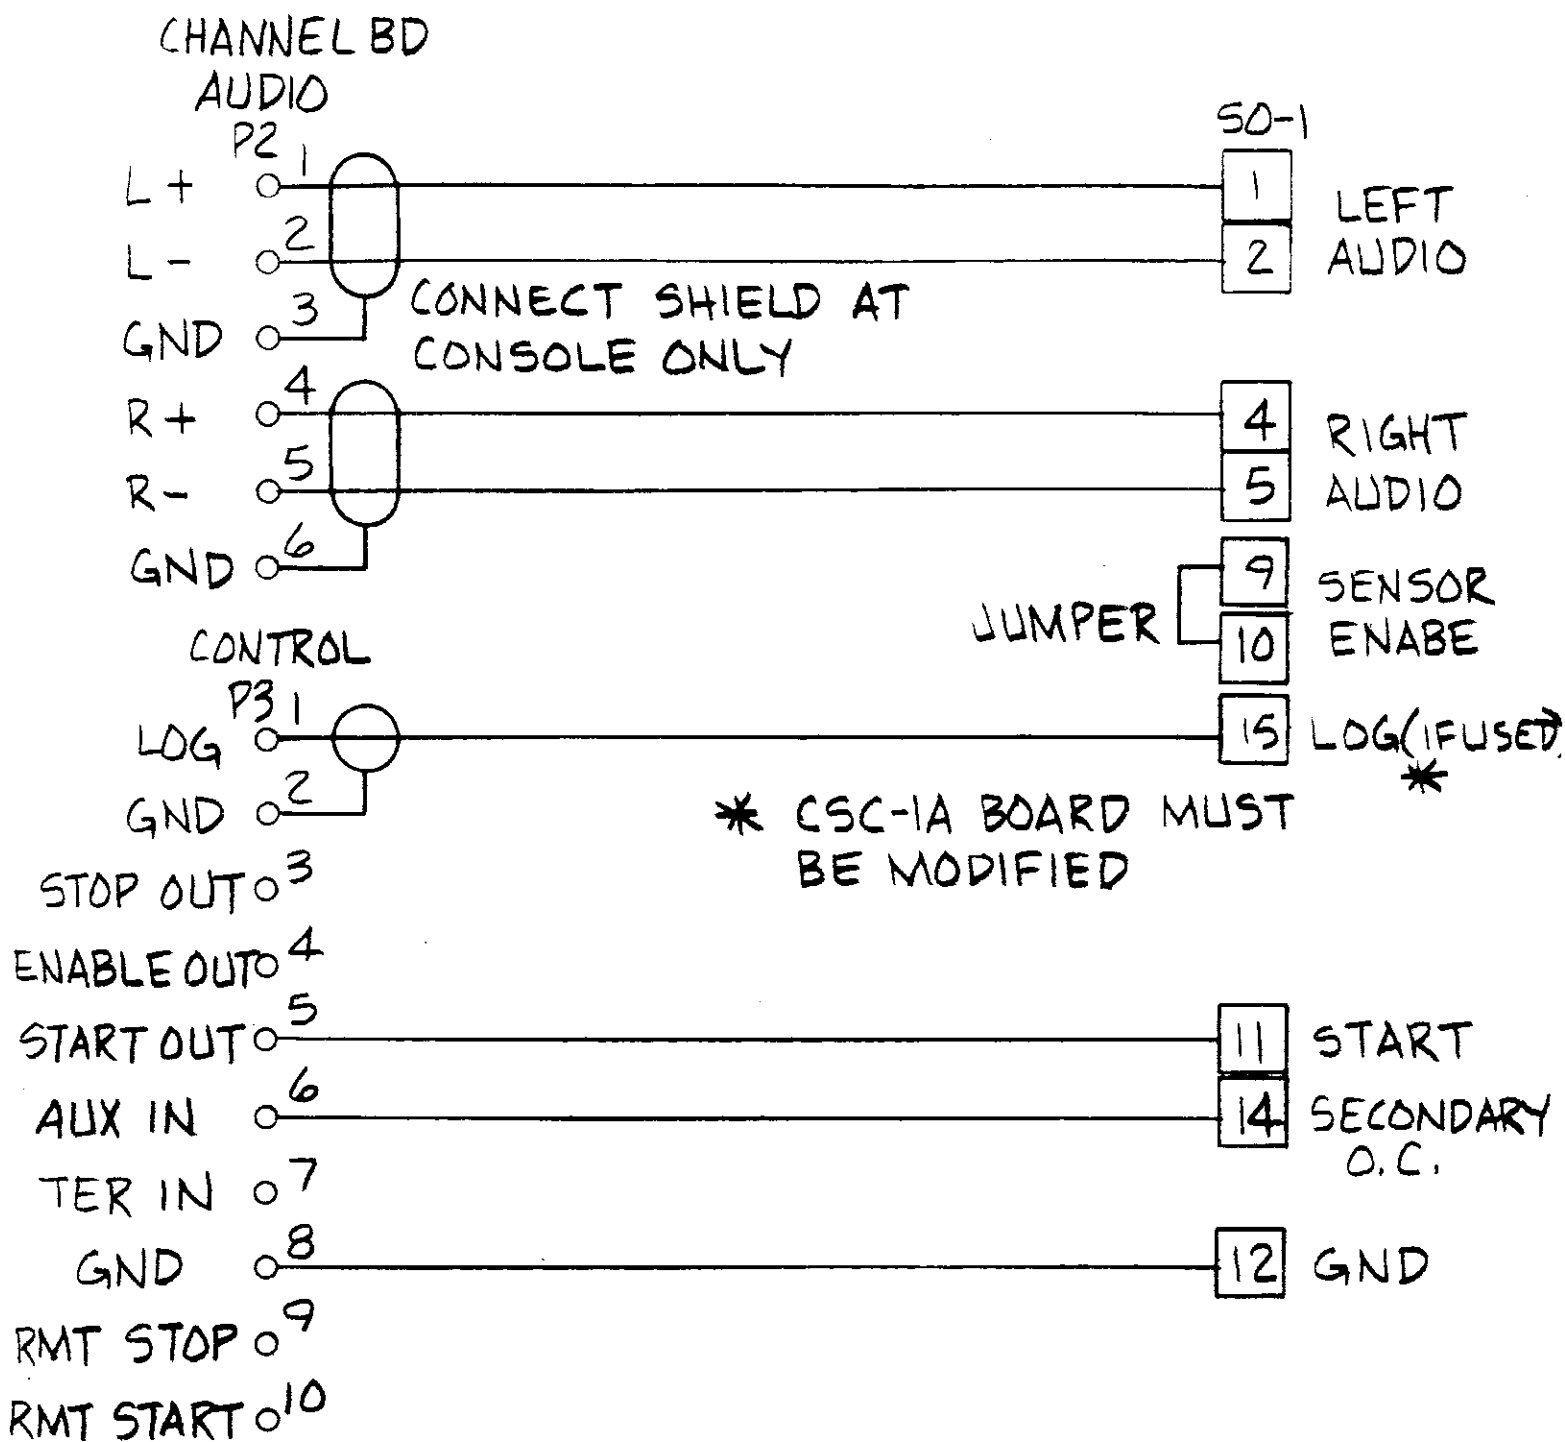 CHANNEL BD
AUDIO
P2
SO-1
L+ 1 1
LEFT
L- 2 2
AUDIO
GND 3
CONNECT SHIELD AT
CONSOLE ONLY
R+ 4 4
RIGHT
R- 5 5
AUDIO
GND 6
JUMPER
9
10
SENSOR
ENABE
CONTROL
P3
LOG 1 15 LOG (IF USED)
*
GND 2
* CSC-1A BOARD MUST
BE MODIFIED
STOP OUT 3
ENABLE OUT 4
START OUT 5 11 START
AUX IN 6 14 SECONDARY
O.C.
TER IN 7
GND 8 12 GND
RMT STOP 9
RMT START 10